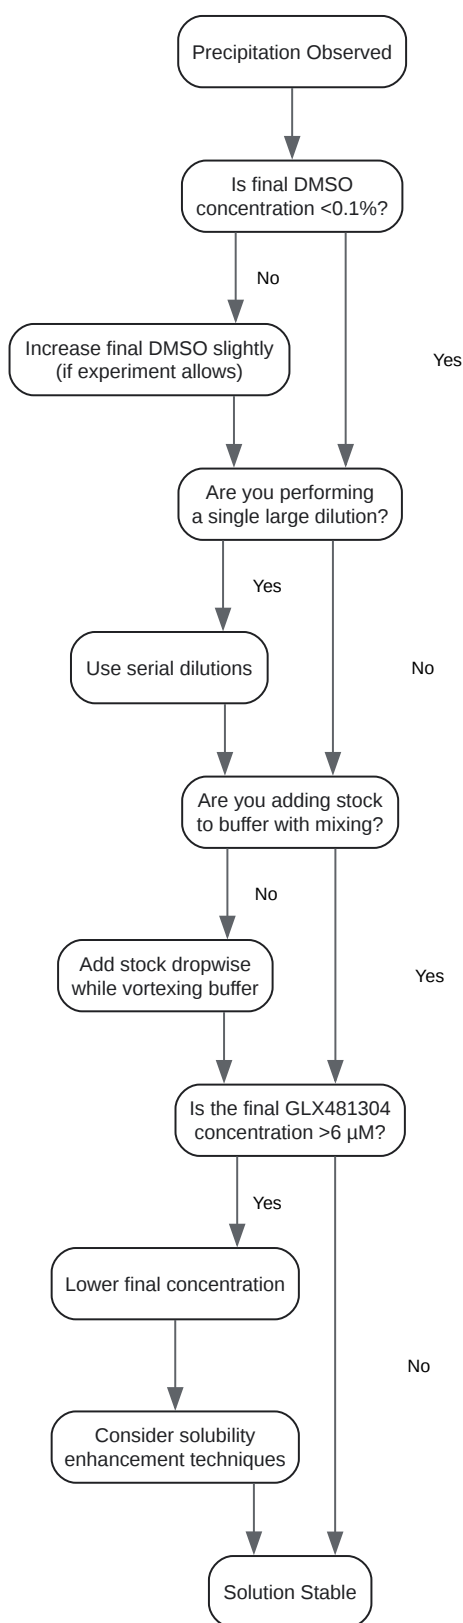 Precipitation Observed
Is final DMSO
concentration <0.1%?
No
Increase final DMSO slightly
(if experiment allows)
Yes
Are you performing
a single large dilution?
Yes
Use serial dilutions
No
Are you adding stock
to buffer with mixing?
No
Add stock dropwise
while vortexing buffer
Yes
Is the final GLX481304
concentration >6 µM?
Yes
Lower final concentration
No
Consider solubility
enhancement techniques
Solution Stable